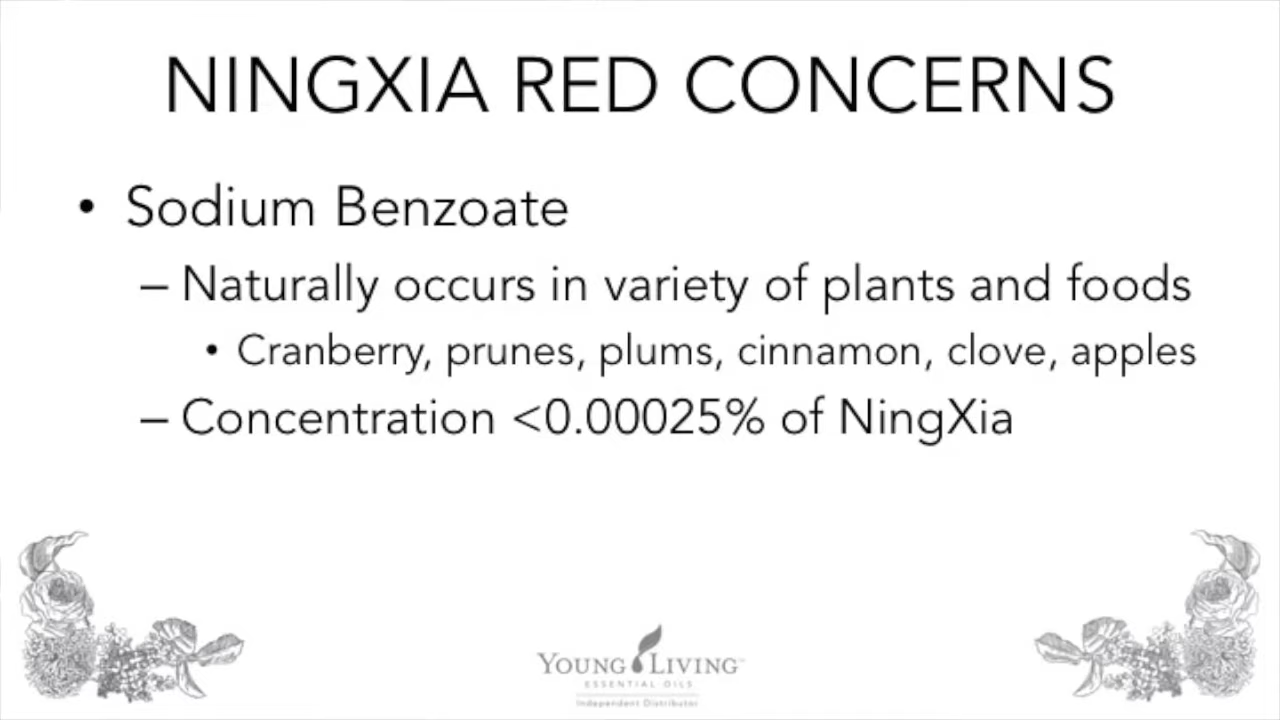 NINGXIA RED CONCERNS
• Sodium Benzoate
– Naturally occurs in variety of plants and foods
• Cranberry, prunes, plums, cinnamon, clove, apples
– Concentration <0.00025% of NingXia
YOUNG LIVING™
ESSENTIAL OILS
Independent Distributor